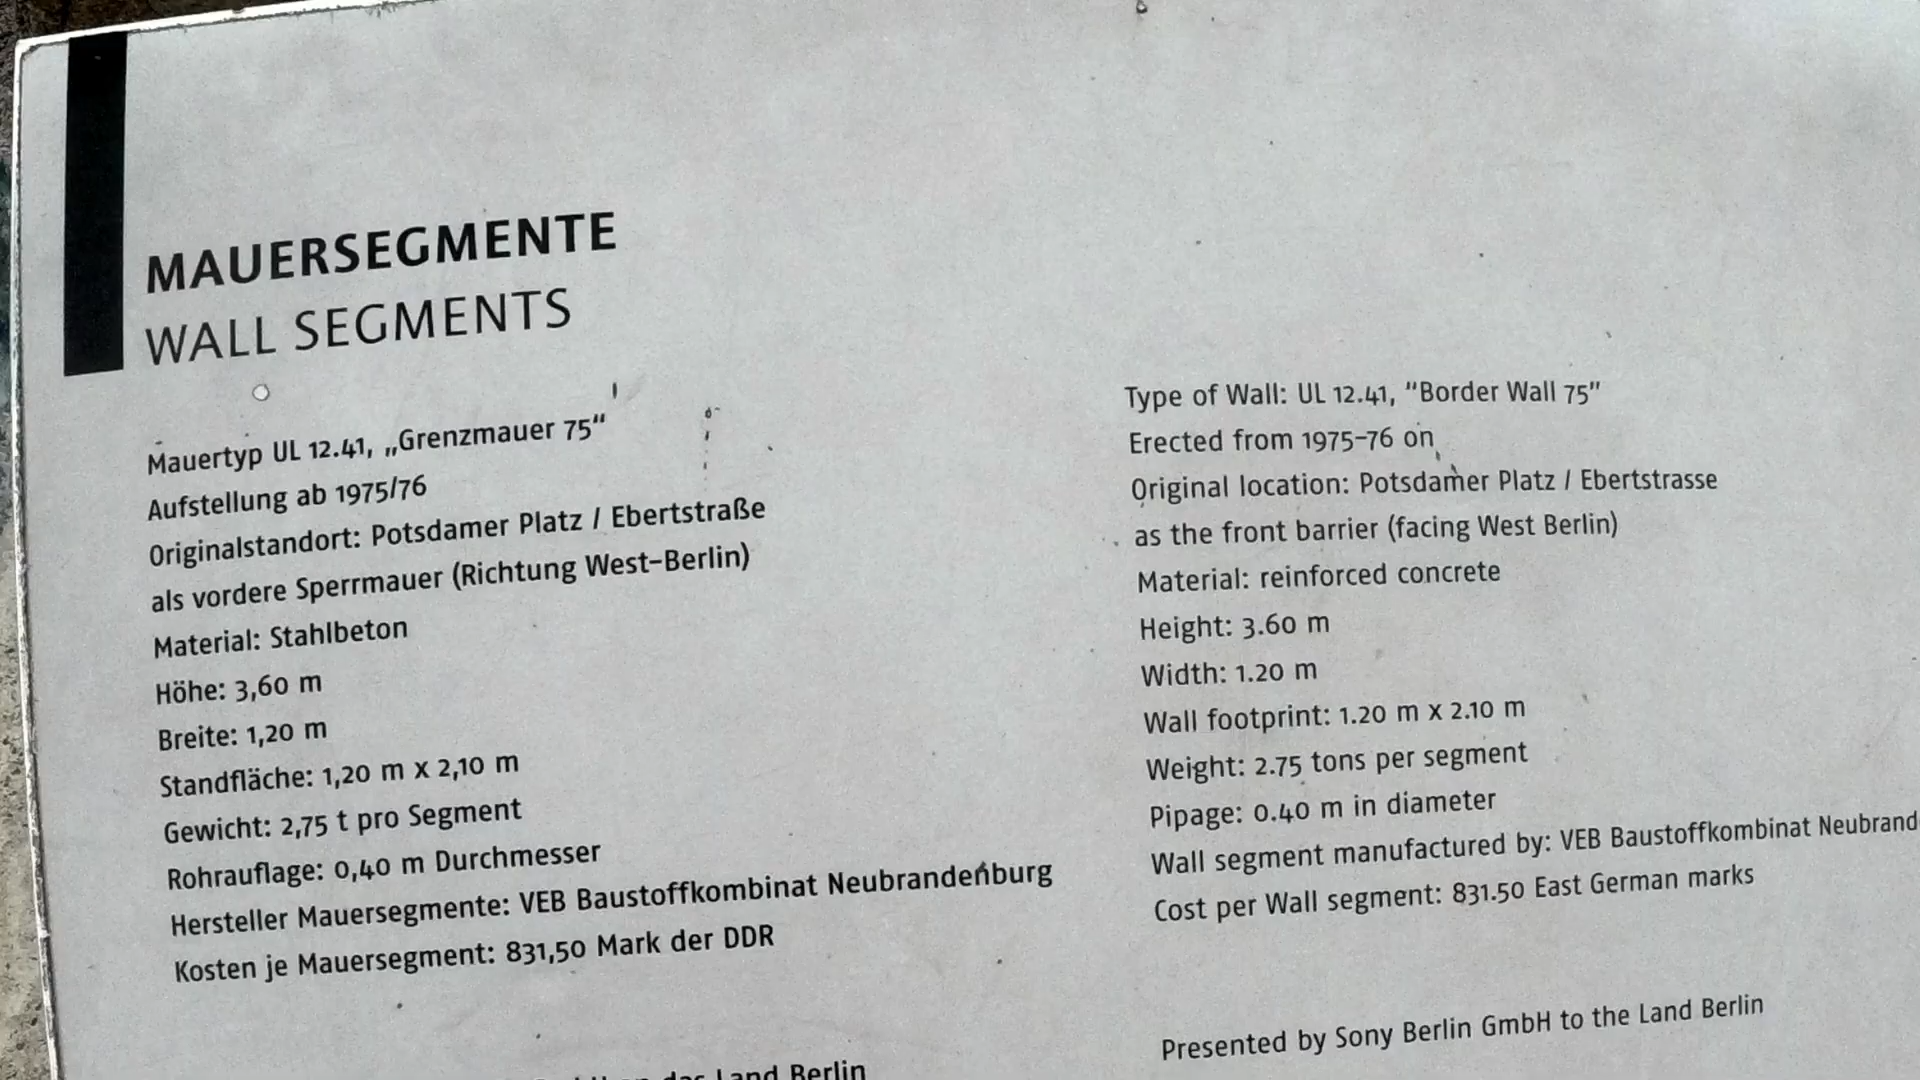 MAUERSEGMENTE
WALL SEGMENTS
Mauertyp UL 12.41, „Grenzmauer 75“
Aufstellung ab 1975/76
Originalstandort: Potsdamer Platz / Ebertstraße
als vordere Sperrmauer (Richtung West-Berlin)
Material: Stahlbeton
Höhe: 3,60 m
Breite: 1,20 m
Standfläche: 1,20 m x 2,10 m
Gewicht: 2,75 t pro Segment
Rohrauflage: 0,40 m Durchmesser
Hersteller Mauersegmente: VEB Baustoffkombinat Neubrandenburg
Kosten je Mauersegment: 831,50 Mark der DDR
Land Berlin
Type of Wall: UL 12.41, “Border Wall 75”
Erected from 1975-76 on
Original location: Potsdamer Platz / Ebertstrasse
as the front barrier (facing West Berlin)
Material: reinforced concrete
Height: 3.60 m
Width: 1.20 m
Wall footprint: 1.20 m x 2.10 m
Weight: 2.75 tons per segment
Pipage: 0.40 m in diameter
Wall segment manufactured by: VEB Baustoffkombinat Neubrand
Cost per Wall segment: 831.50 East German marks
Presented by Sony Berlin GmbH to the Land Berlin